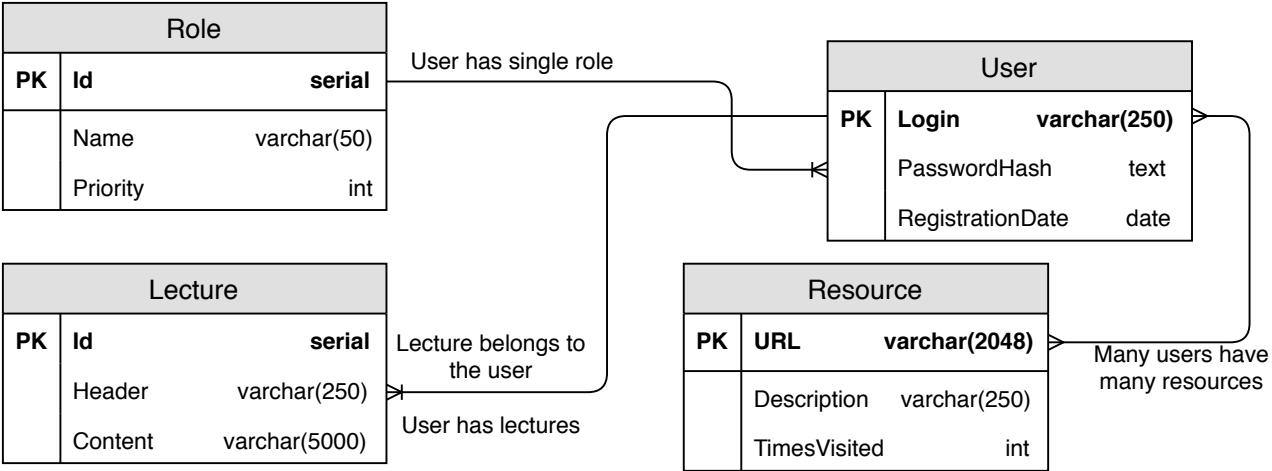 Role
PK Id serial
Name varchar(50)
Priority int
User has single role
User
PK Login varchar(250)
PasswordHash text
RegistrationDate date
Lecture
PK Id serial
Header varchar(250)
Content varchar(5000)
Lecture belongs to
the user
User has lectures
Resource
PK URL varchar(2048)
Description varchar(250)
TimesVisited int
Many users have
many resources